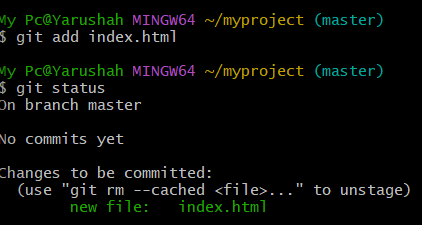 My Pc@Yarushah MINGW64 ~/myproject (master)
$ git add index.html
My Pc@Yarushah MINGW64 ~/myproject (master)
$ git status
On branch master
No commits yet
Changes to be committed:
(use "git rm --cached <file>..." to unstage)
new file:   index.html